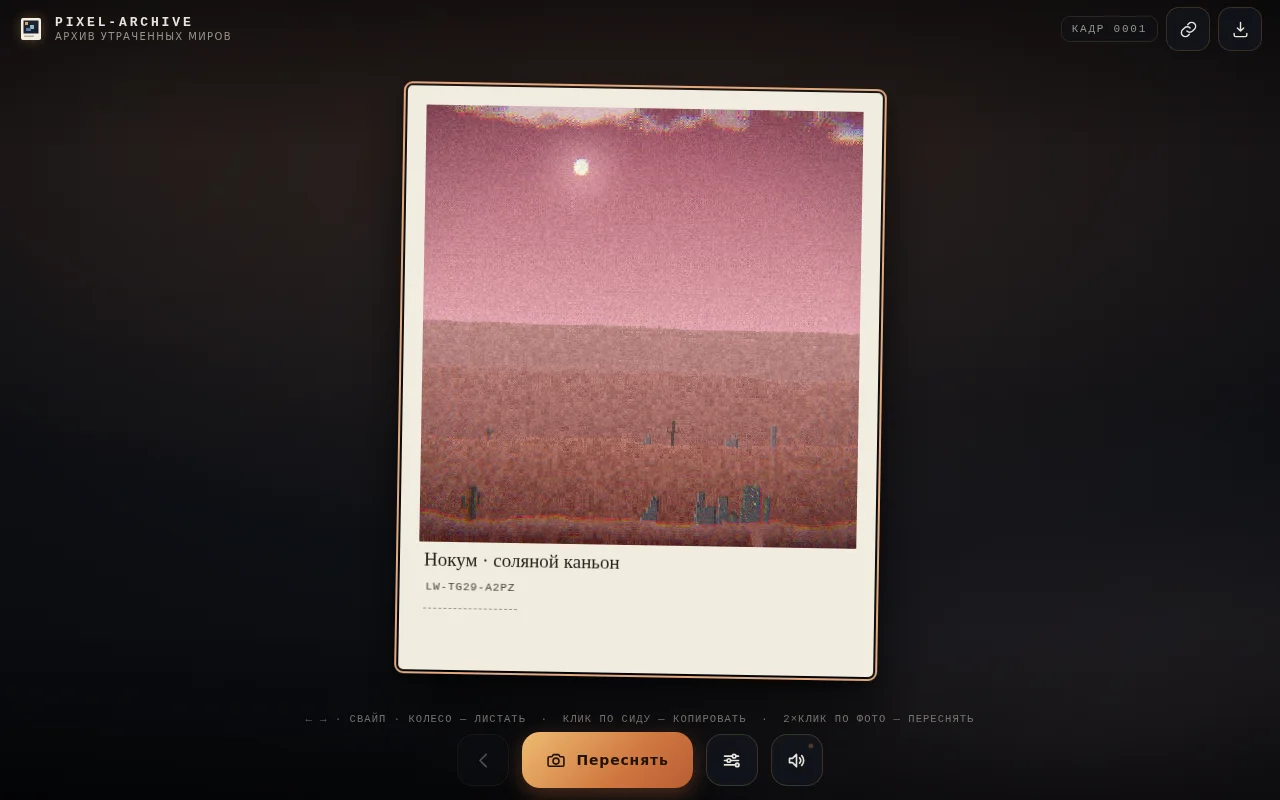 PIXEL-ARCHIVE
АРХИВ УТРАЧЕННЫХ МИРОВ
КАДР 0001
Нокум · соляной каньон
LW-TG29-A2PZ
← → · СВАЙП · КОЛЕСО — ЛИСТАТЬ · КЛИК ПО СИДУ — КОПИРОВАТЬ · 2×КЛИК ПО ФОТО — ПЕРЕСНЯТЬ
Переснять